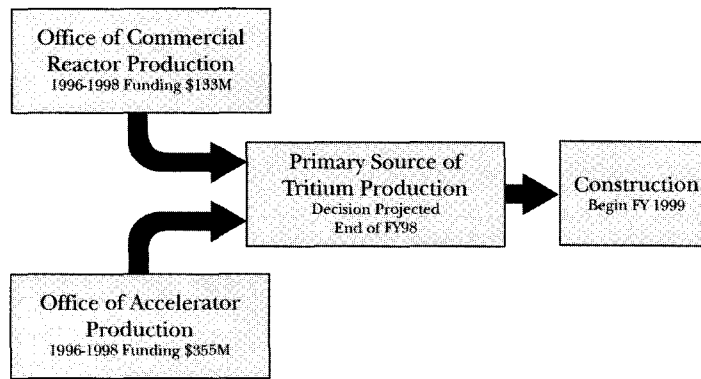 Office of Commercial
Reactor Production
1996-1998 Funding $133M
Primary Source of
Tritium Production
Decision Projected
End of FY98
Construction
Begin FY 1999
Office of Accelerator
Production
1996-1998 Funding $355M